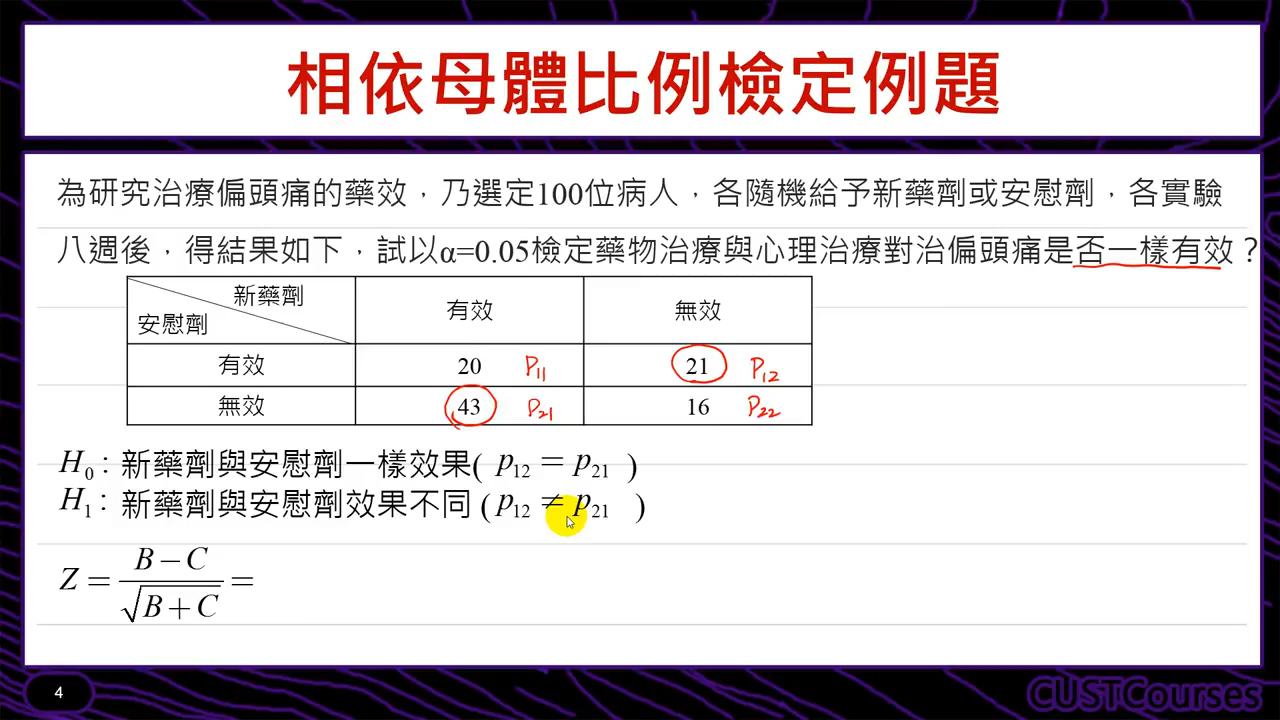 相依母體比例檢定例題
為研究治療偏頭痛的藥效，乃選定100位病人，各隨機給予新藥劑或安慰劑，各實驗
八週後，得結果如下，試以α=0.05檢定藥物治療與心理治療對治偏頭痛是否一樣有效？
新藥劑 有效 無效
安慰劑
有效 20 P11 21 P12
無效 43 P21 16 P22
H0：新藥劑與安慰劑一樣效果( p12 = p21 )
H1：新藥劑與安慰劑效果不同 ( p12 ≠ p21 )
Z = (B − C) / √(B + C) =
4
CUSTCourses